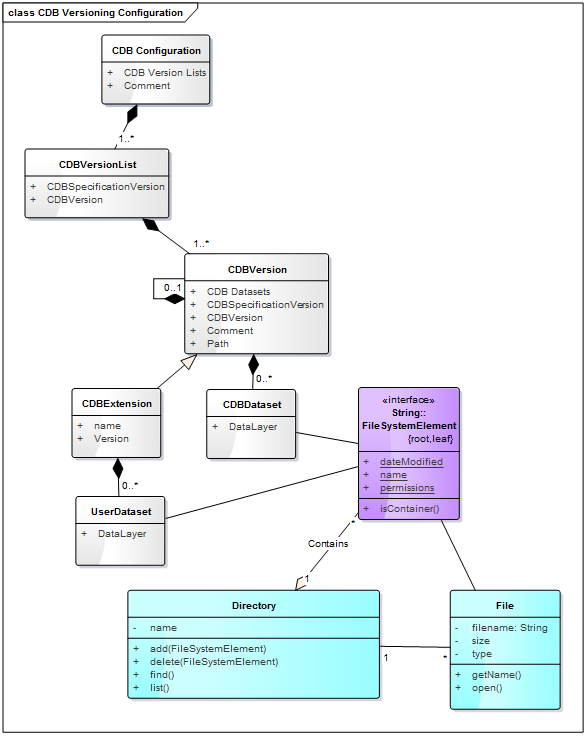 class CDB Versioning Configuration
CDB Configuration
+ CDB Version Lists
+ Comment
1..*
CDBVersionList
+ CDBSpecificationVersion
+ CDBVersion
1..*
CDBVersion
0..1
+ CDB Datasets
+ CDBSpecificationVersion
+ CDBVersion
+ Comment
+ Path
0..*
CDBExtension
+ name
+ Version
CDBDataset
+ DataLayer
«interface»
String::
FileSystemElement
{root,leaf}
+ dateModified
+ name
+ permissions
+ isContainer()
0..*
UserDataset
+ DataLayer
*
Contains
1
Directory
- name
+ add(FileSystemElement)
+ delete(FileSystemElement)
+ find()
+ list()
1
*
File
- filename: String
- size
- type
+ getName()
+ open()